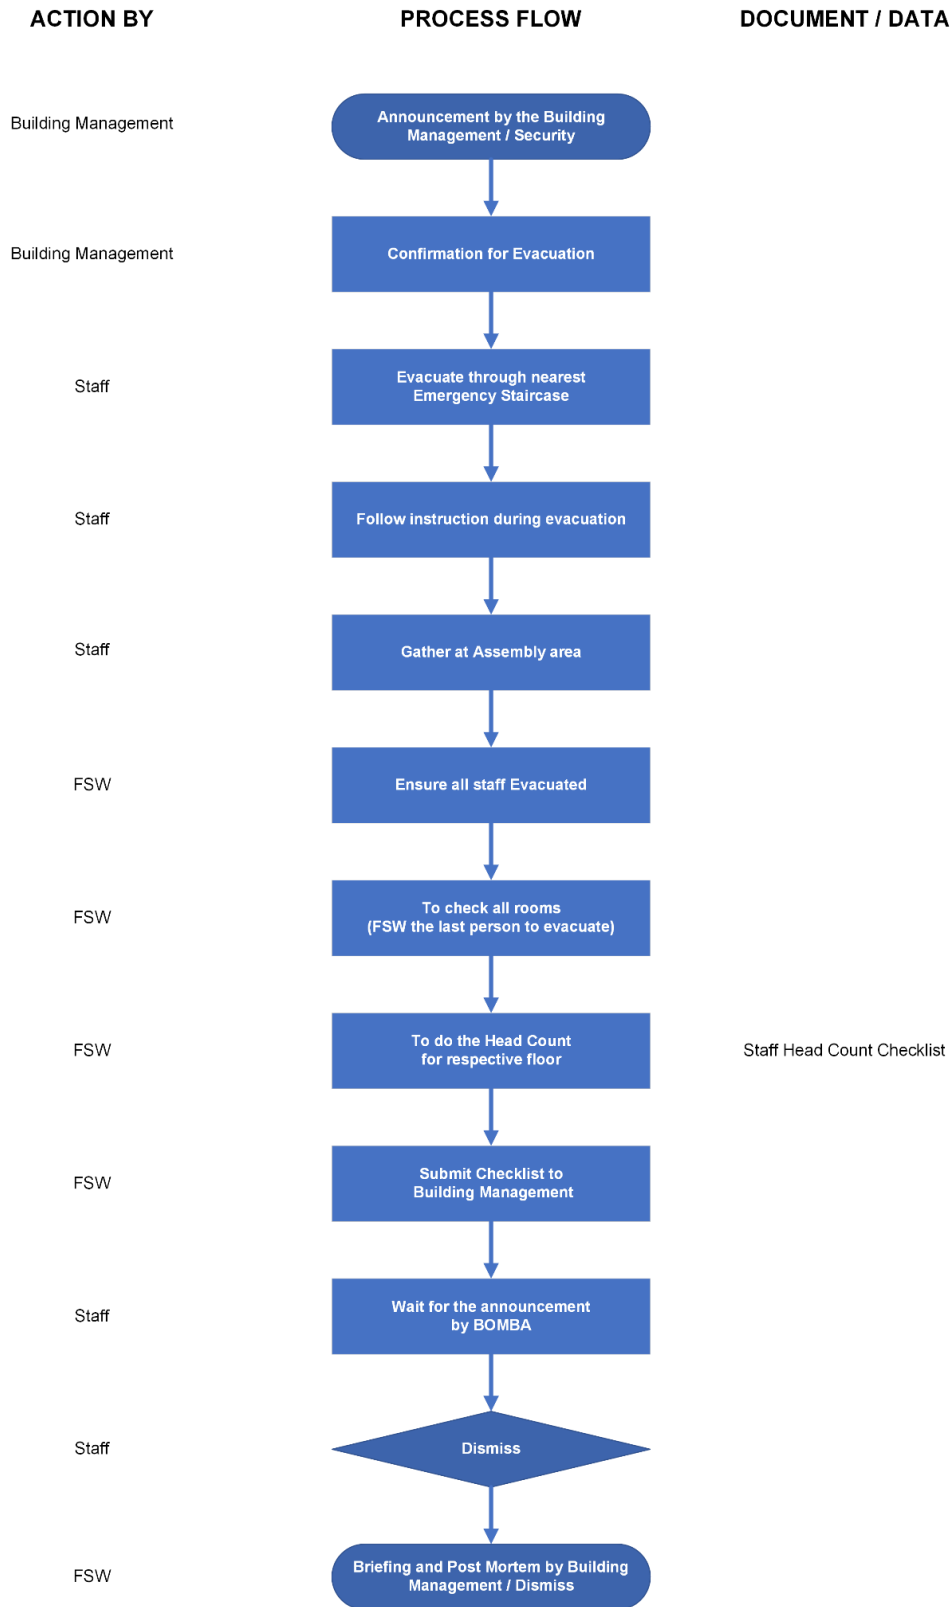 ACTION BY PROCESS FLOW DOCUMENT / DATA
Building Management
Announcement by the Building
Management / Security
Building Management
Confirmation for Evacuation
Staff
Evacuate through nearest
Emergency Staircase
Staff
Follow instruction during evacuation
Staff
Gather at Assembly area
FSW
Ensure all staff Evacuated
FSW
To check all rooms
(FSW the last person to evacuate)
FSW
To do the Head Count
for respective floor
Staff Head Count Checklist
FSW
Submit Checklist to
Building Management
Staff
Wait for the announcement
by BOMBA
Staff
Dismiss
FSW
Briefing and Post Mortem by Building
Management / Dismiss